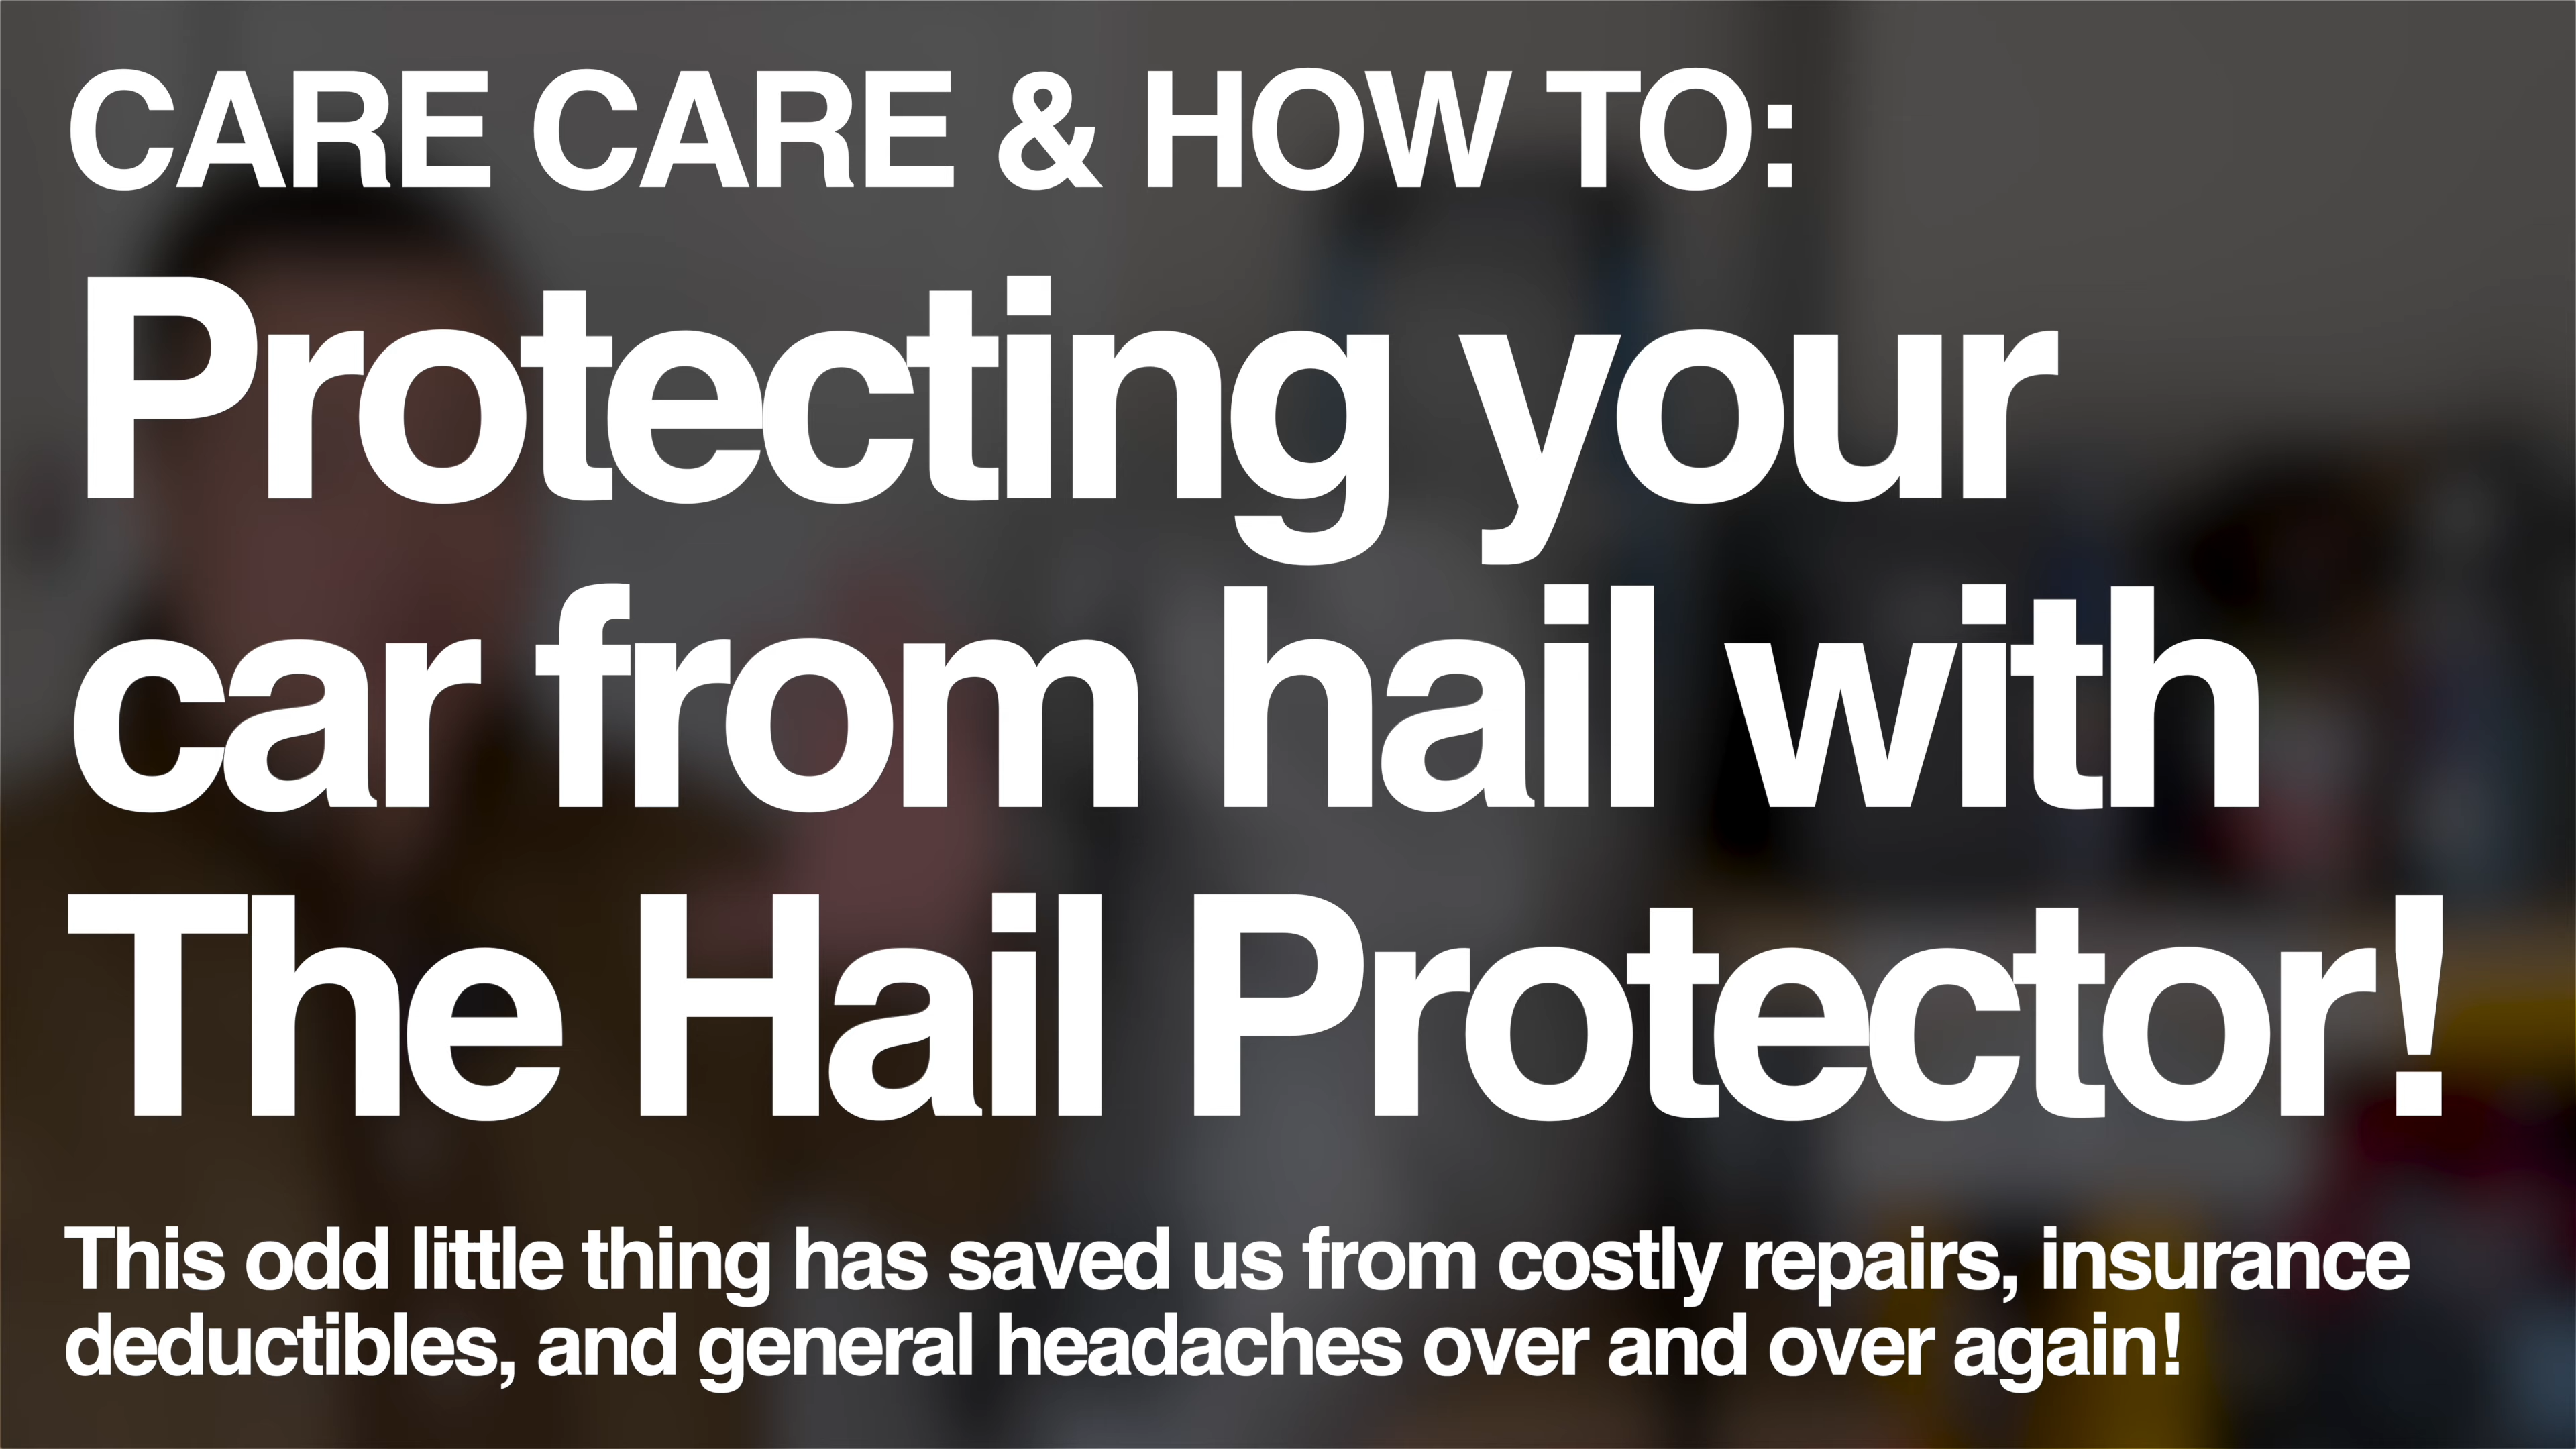 CARE CARE & HOW TO:
Protecting your
car from hail with
The Hail Protector!
This odd little thing has saved us from costly repairs, insurance
deductibles, and general headaches over and over again!